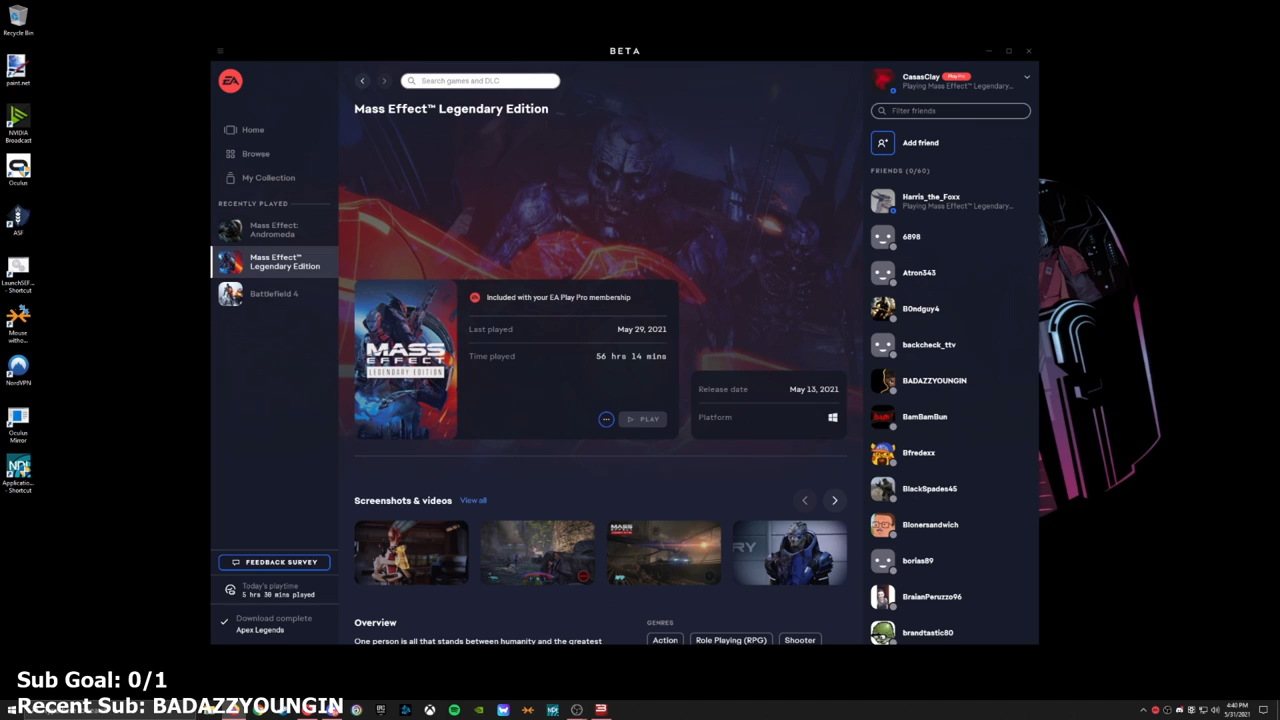 Recycle Bin
paint.net
NVIDIA
Broadcast
Oculus
ASF
LaunchSEF...
- Shortcut
Mouse
witho...
NordVPN
Oculus
Mirror
Applicatio...
- Shortcut
BETA
EA
Home
Browse
My Collection
RECENTLY PLAYED
Mass Effect:
Andromeda
Mass Effect™
Legendary Edition
Battlefield 4
FEEDBACK SURVEY
Today's playtime
5 hrs 30 mins played
Download complete
Apex Legends
Search games and DLC
Mass Effect™ Legendary Edition
MASS
EFFECT
LEGENDARY EDITION
Included with your EA Play Pro membership
Last played May 29, 2021
Time played 56 hrs 14 mins
PLAY
Release date May 13, 2021
Platform
Screenshots & videos View all
Overview
One person is all that stands between humanity and the greatest
GENRES
Action Role Playing (RPG) Shooter
CasasClay Play Pro
Playing Mass Effect™ Legendary...
Filter friends
Add friend
FRIENDS (0/60)
Harris_the_Foxx
Playing Mass Effect™ Legendary...
6898
Atron343
B0ndguy4
backcheck_ttv
BADAZZYOUNGIN
BamBamBun
Bfredexx
BlackSpades45
Blonersandwich
borias89
BraianPeruzzo96
brandtastic80
Sub Goal: 0/1
Recent Sub: BADAZZYOUNGIN
4:40 PM
5/31/2021